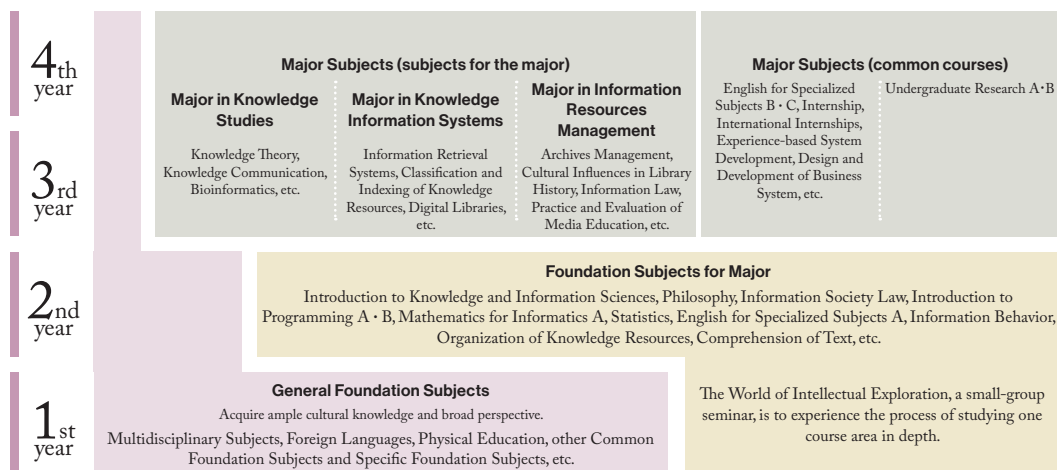 4th
year
Major Subjects (subjects for the major)
Major in Knowledge
Studies
Knowledge Theory,
Knowledge Communication,
Bioinformatics, etc.
Major in Knowledge
Information Systems
Information Retrieval
Systems, Classification and
Indexing of Knowledge
Resources, Digital Libraries,
etc.
Major in Information
Resources
Management
Archives Management,
Cultural Influences in Library
History, Information Law,
Practice and Evaluation of
Media Education, etc.
Major Subjects (common courses)
English for Specialized
Subjects B・C, Internship,
International Internships,
Experience-based System
Development, Design and
Development of Business
System, etc.
Undergraduate Research A・B
3rd
year
2nd
year
Foundation Subjects for Major
Introduction to Knowledge and Information Sciences, Philosophy, Information Society Law, Introduction to
Programming A・B, Mathematics for Informatics A, Statistics, English for Specialized Subjects A, Information Behavior,
Organization of Knowledge Resources, Comprehension of Text, etc.
1st
year
General Foundation Subjects
Acquire ample cultural knowledge and broad perspective.
Multidisciplinary Subjects, Foreign Languages, Physical Education, other Common
Foundation Subjects and Specific Foundation Subjects, etc.
The World of Intellectual Exploration, a small-group
seminar, is to experience the process of studying one
course area in depth.